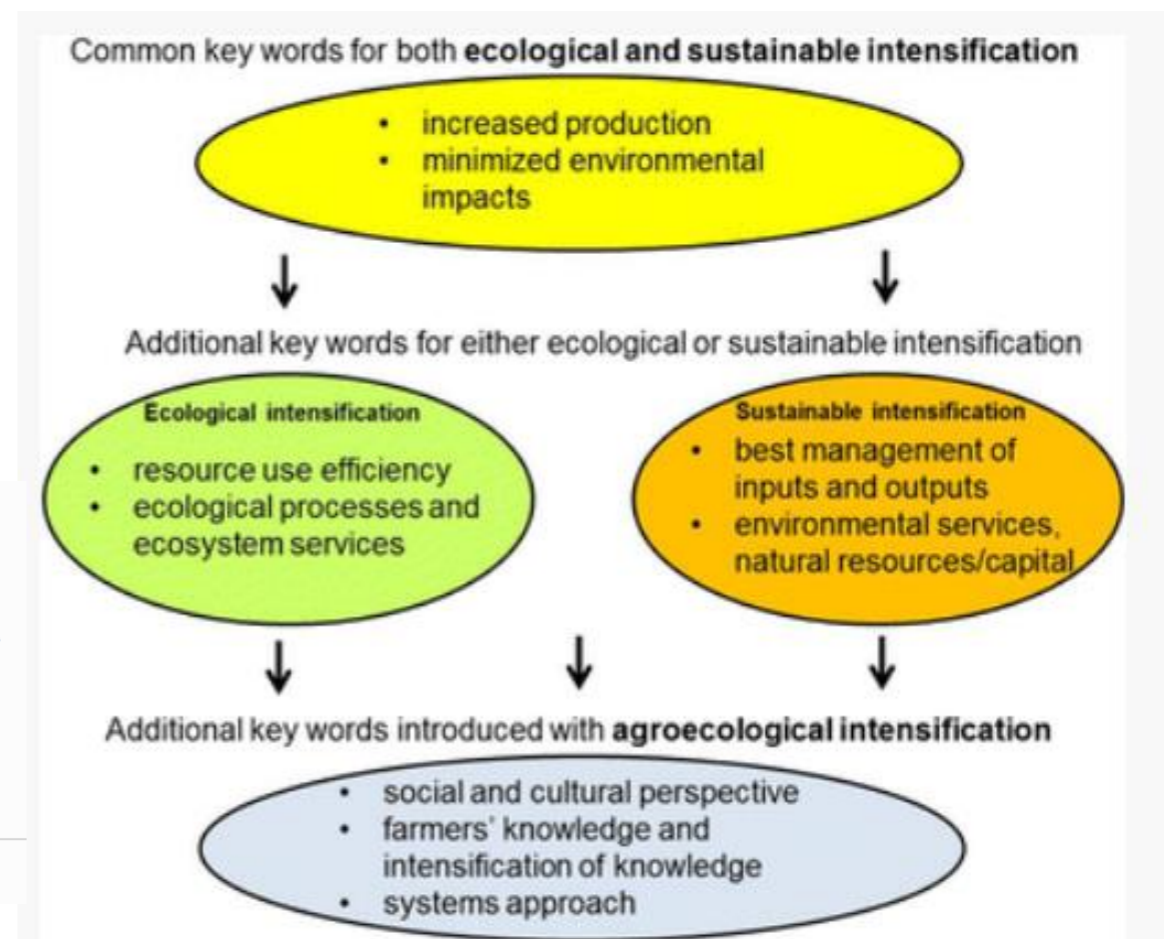 Common key words for both ecological and sustainable intensification
• increased production
• minimized environmental
impacts
Additional key words for either ecological or sustainable intensification
Ecological intensification
• resource use efficiency
• ecological processes and
ecosystem services
Sustainable intensification
• best management of
inputs and outputs
• environmental services,
natural resources/capital
Additional key words introduced with agroecological intensification
• social and cultural perspective
• farmers' knowledge and
intensification of knowledge
• systems approach